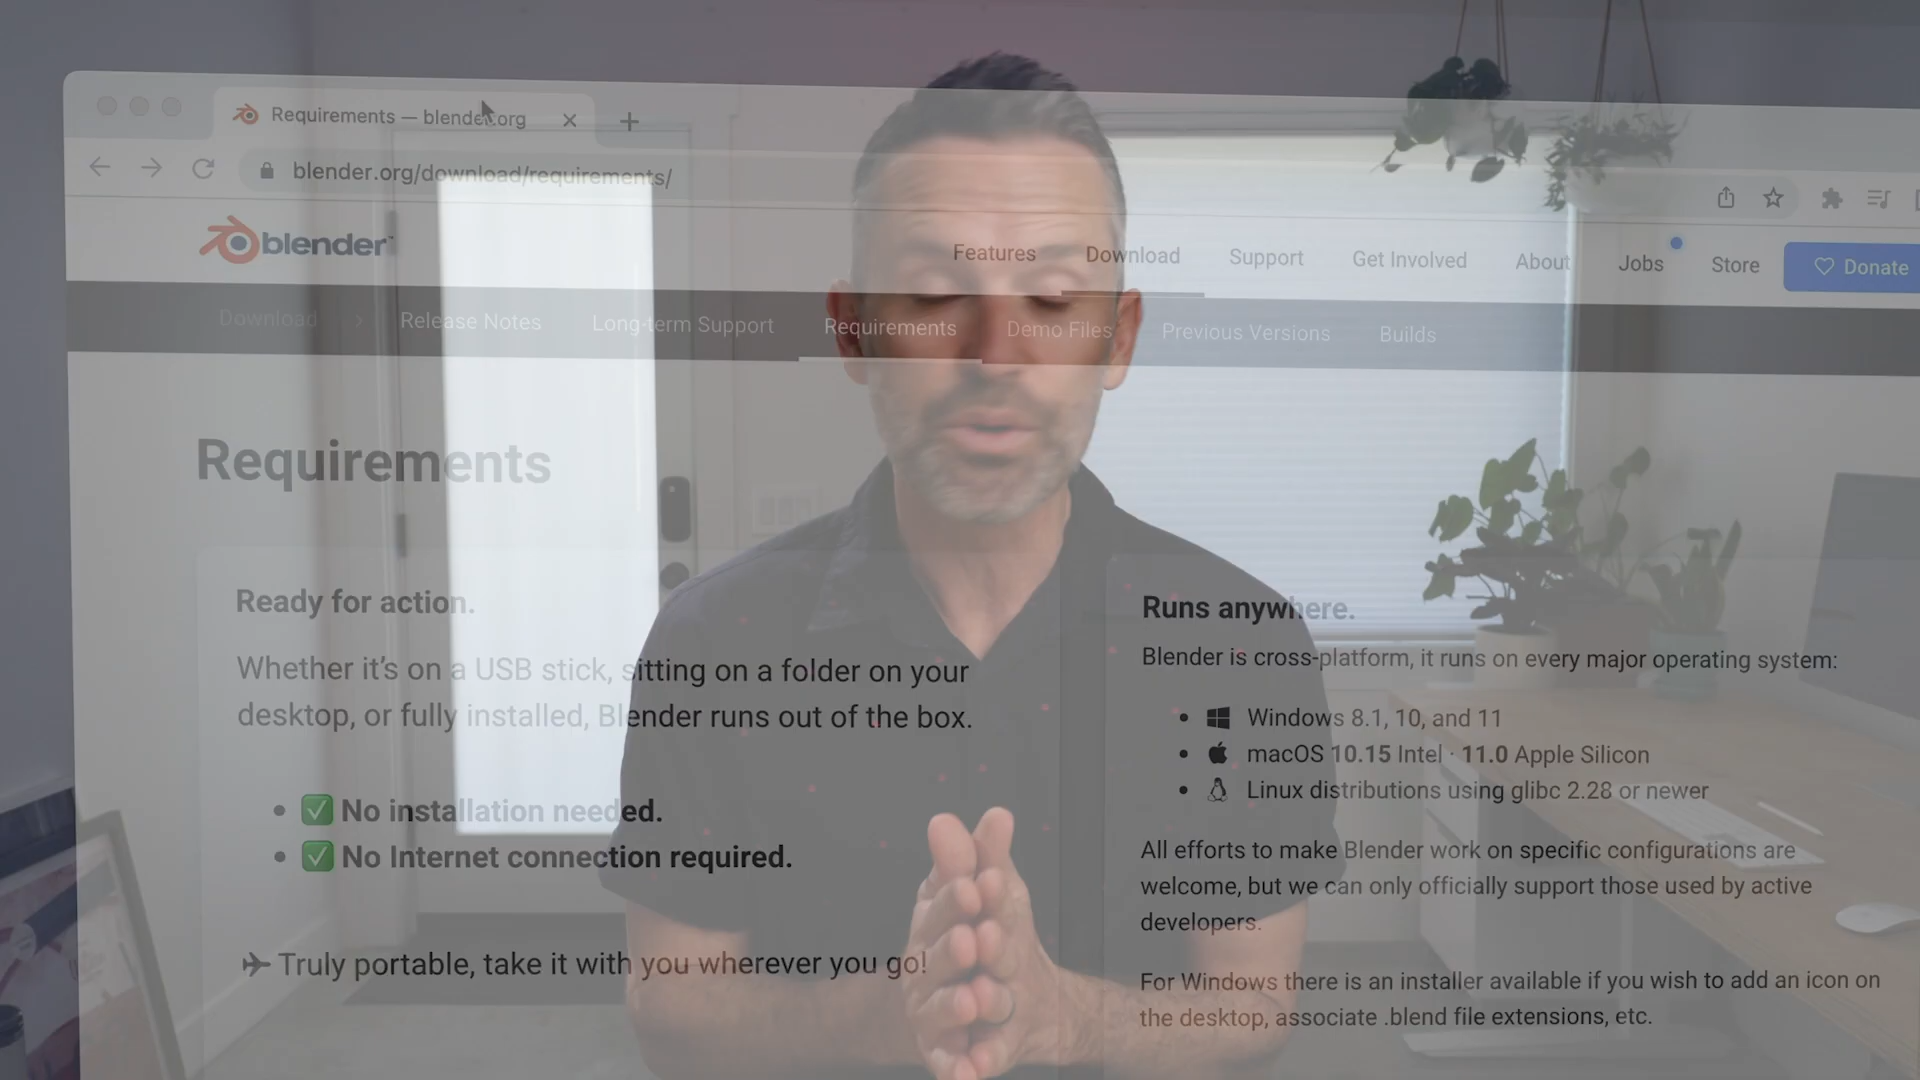 Requirements — blender.org
blender.org/download/requirements/
blender
Features Download Support Get Involved About Jobs Store Donate
Download Release Notes Long-term Support Requirements Demo Files Previous Versions Builds
Requirements
Ready for action.
Whether it’s on a USB stick, sitting on a folder on your
desktop, or fully installed, Blender runs out of the box.
No installation needed.
No Internet connection required.
Truly portable, take it with you wherever you go!
Runs anywhere.
Blender is cross-platform, it runs on every major operating system:
Windows 8.1, 10, and 11
macOS 10.15 Intel · 11.0 Apple Silicon
Linux distributions using glibc 2.28 or newer
All efforts to make Blender work on specific configurations are
welcome, but we can only officially support those used by active
developers.
For Windows there is an installer available if you wish to add an icon on
the desktop, associate .blend file extensions, etc.